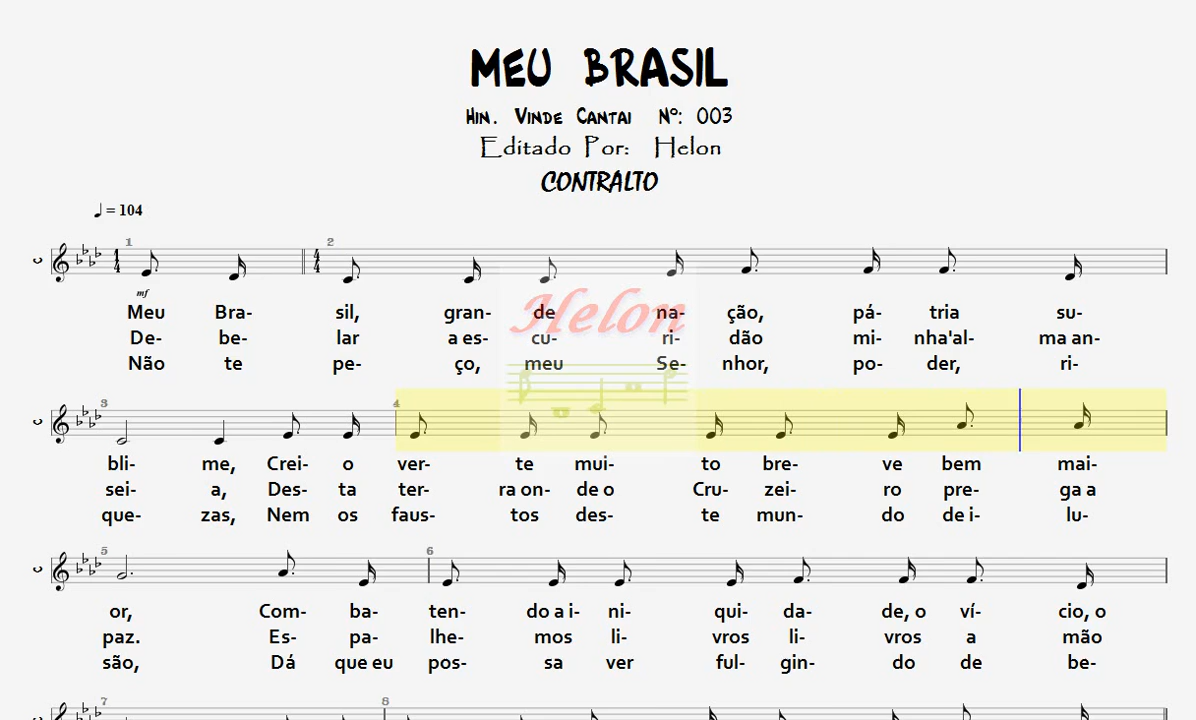 MEU BRASIL
HIN. VINDE CANTAI Nº: 003
Editado Por: Helon
CONTRALTO
♩ = 104
1 2
mf
Meu Bra- sil, gran- de na- ção, pá- tria su-
De- be- lar a es- cu- ri- dão mi- nha'al- ma an-
Não te pe- ço, meu Se- nhor, po- der, ri-
Helon
3 4
bli- me, Crei- o ver- te mui- to bre- ve bem mai-
sei- a, Des- ta ter- ra on- de o Cru- zei- ro pre- ga a
que- zas, Nem os faus- tos des- te mun- do de i- lu-
5 6
or, Com- ba- ten- do a i- ni- qui- da- de, o ví- cio, o
paz. Es- pa- lhe- mos li- vros li- vros a mão
são, Dá que eu pos- sa ver ful- gin- do de be-
7 8